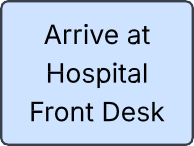 Arrive at
Hospital
Front Desk